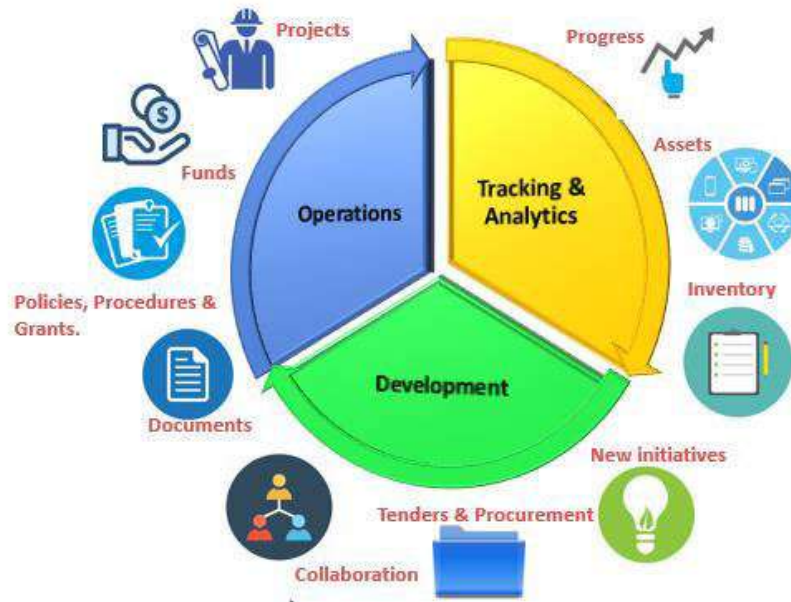 Projects
Progress
Funds
Assets
Operations
Tracking &
Analytics
Policies, Procedures &
Grants.
Inventory
Development
Documents
New initiatives
Tenders & Procurement
Collaboration
$